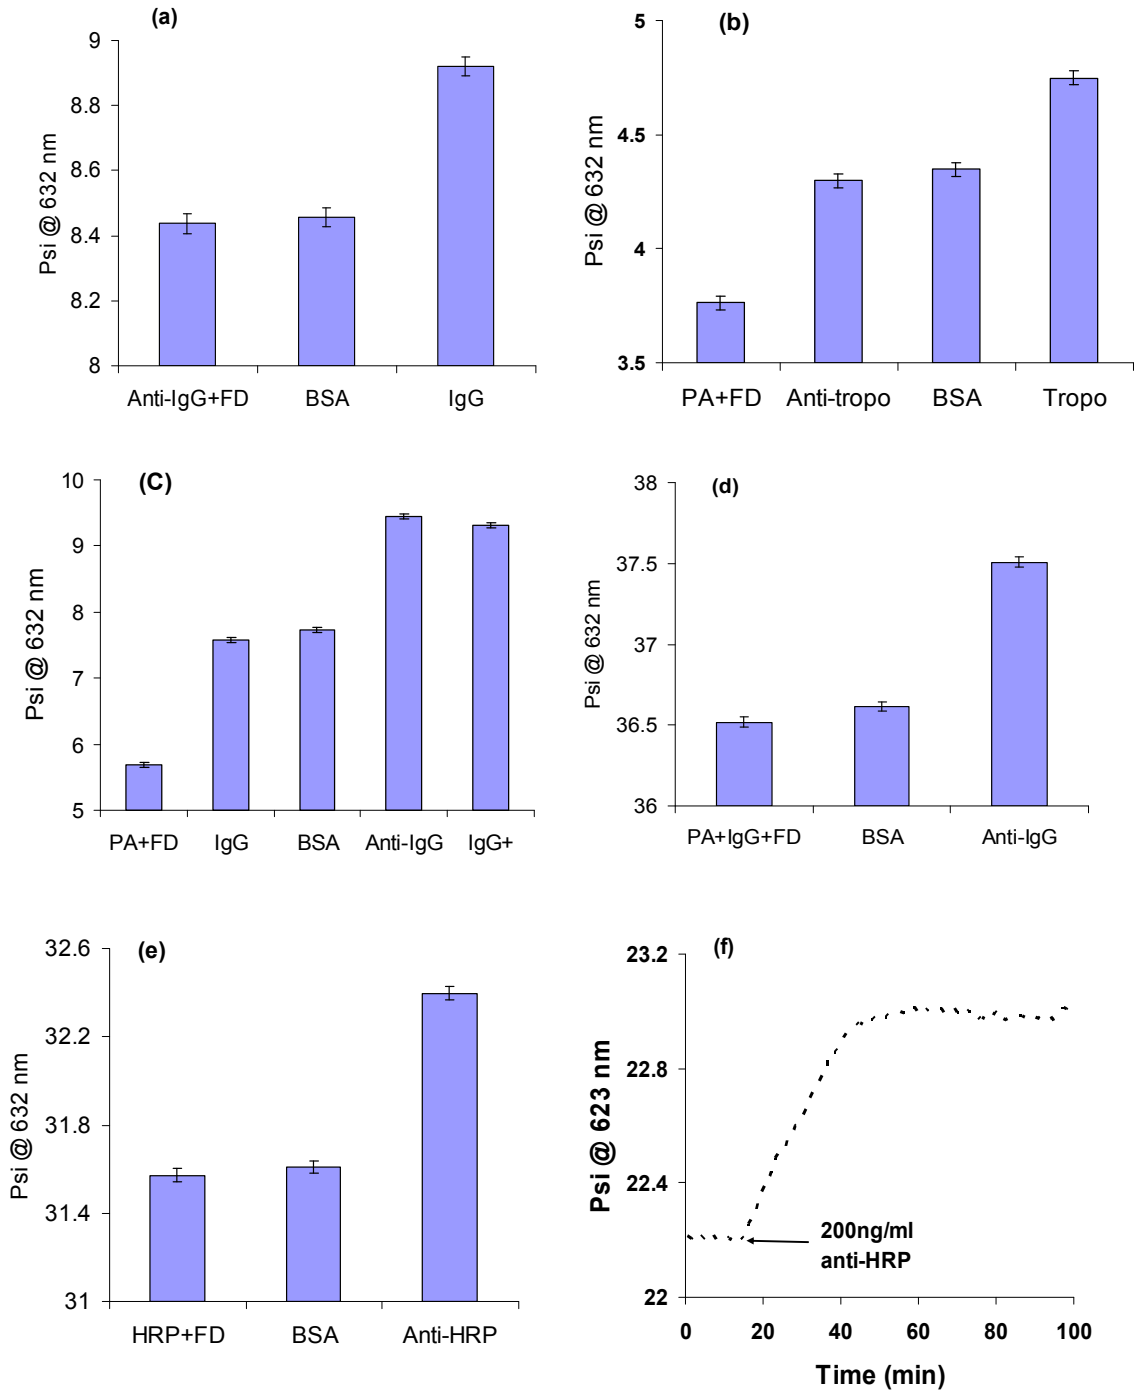 (a)
9
8.8
8.6
8.4
8.2
8
Psi @ 632 nm
Anti-IgG+FD BSA IgG
(b)
5
4.5
4
3.5
Psi @ 632 nm
PA+FD Anti-tropo BSA Tropo
(C)
10
9
8
7
6
5
Psi @ 632 nm
PA+FD IgG BSA Anti-IgG IgG+
(d)
38
37.5
37
36.5
36
Psi @ 632 nm
PA+IgG+FD BSA Anti-IgG
(e)
32.6
32.2
31.8
31.4
31
Psi @ 632 nm
HRP+FD BSA Anti-HRP
(f)
23.2
22.8
22.4
22
Psi @ 623 nm
200ng/ml
anti-HRP
0 20 40 60 80 100
Time (min)